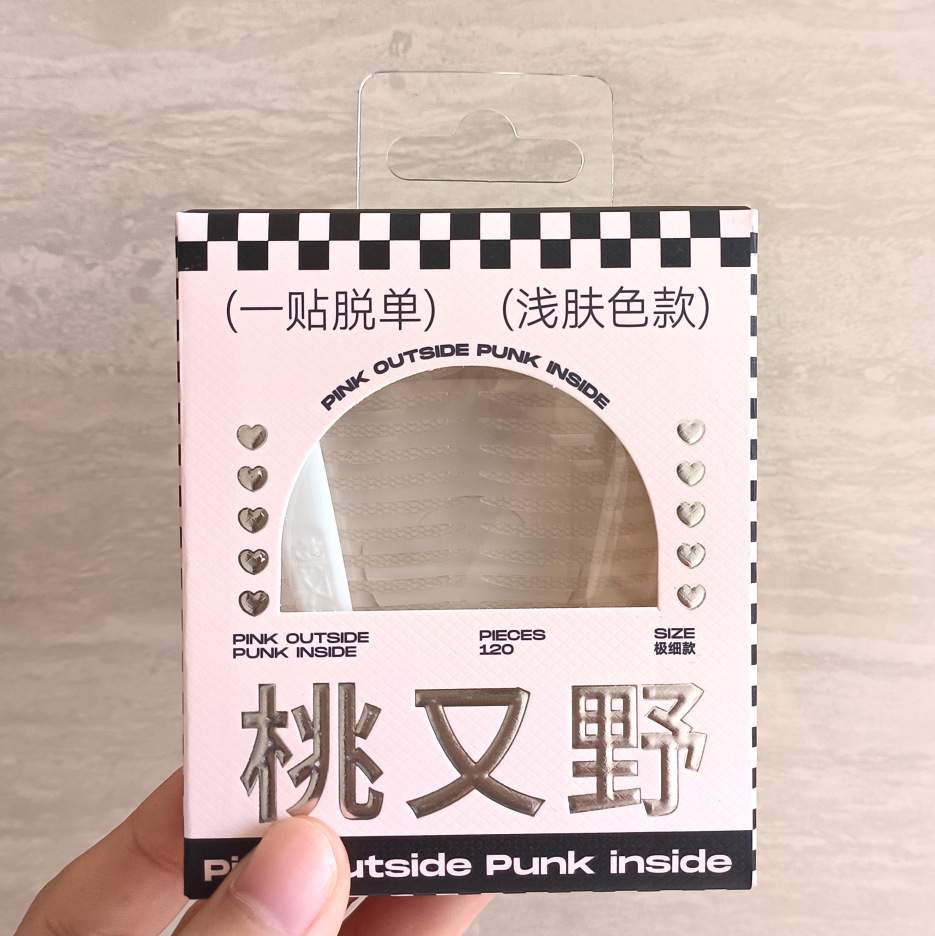 (一贴脱单) (浅肤色款)
PINK OUTSIDE PUNK INSIDE
PINK OUTSIDE
PUNK INSIDE
PIECES
120
SIZE
极细款
桃又野
utside Punk inside